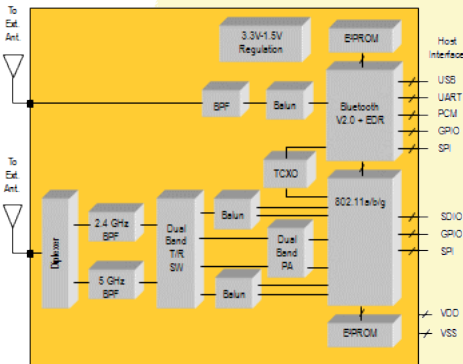 To
Ext.
Ant.
3.3V-1.5V
Regulation
E²PROM
Host
Interface
USB
UART
PCM
GPIO
SPI
BPF
Balun
Bluetooth
V2.0 + EDR
TCXO
To
Ext.
Ant.
Diplexer
2.4 GHz
BPF
5 GHz
BPF
Dual
Band
T/R
SW
Balun
Dual
Band
PA
Balun
802.11a/b/g
SDIO
GPIO
SPI
E²PROM
VDD
VSS